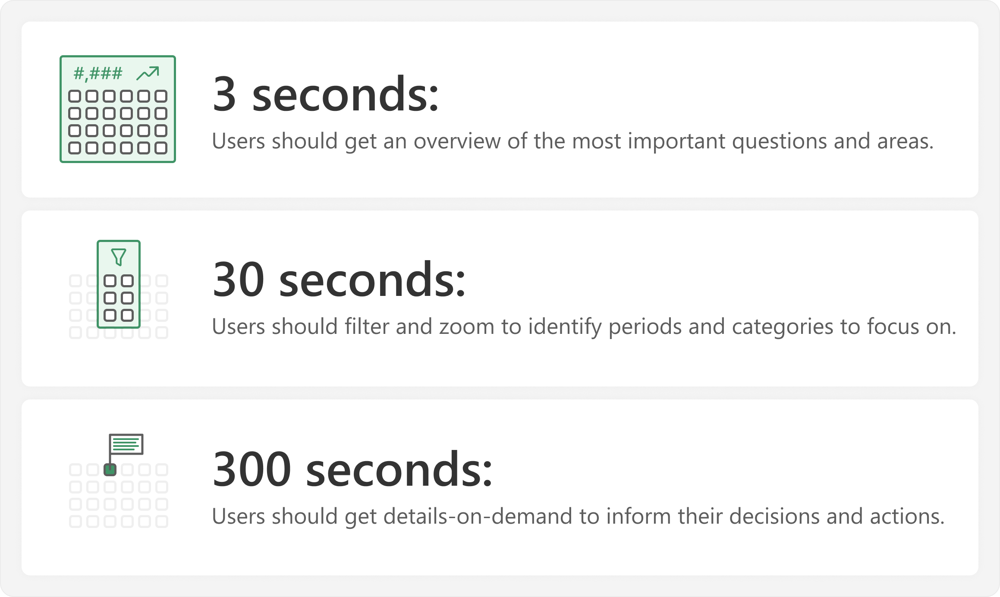 #,###
3 seconds:
Users should get an overview of the most important questions and areas.
30 seconds:
Users should filter and zoom to identify periods and categories to focus on.
300 seconds:
Users should get details-on-demand to inform their decisions and actions.